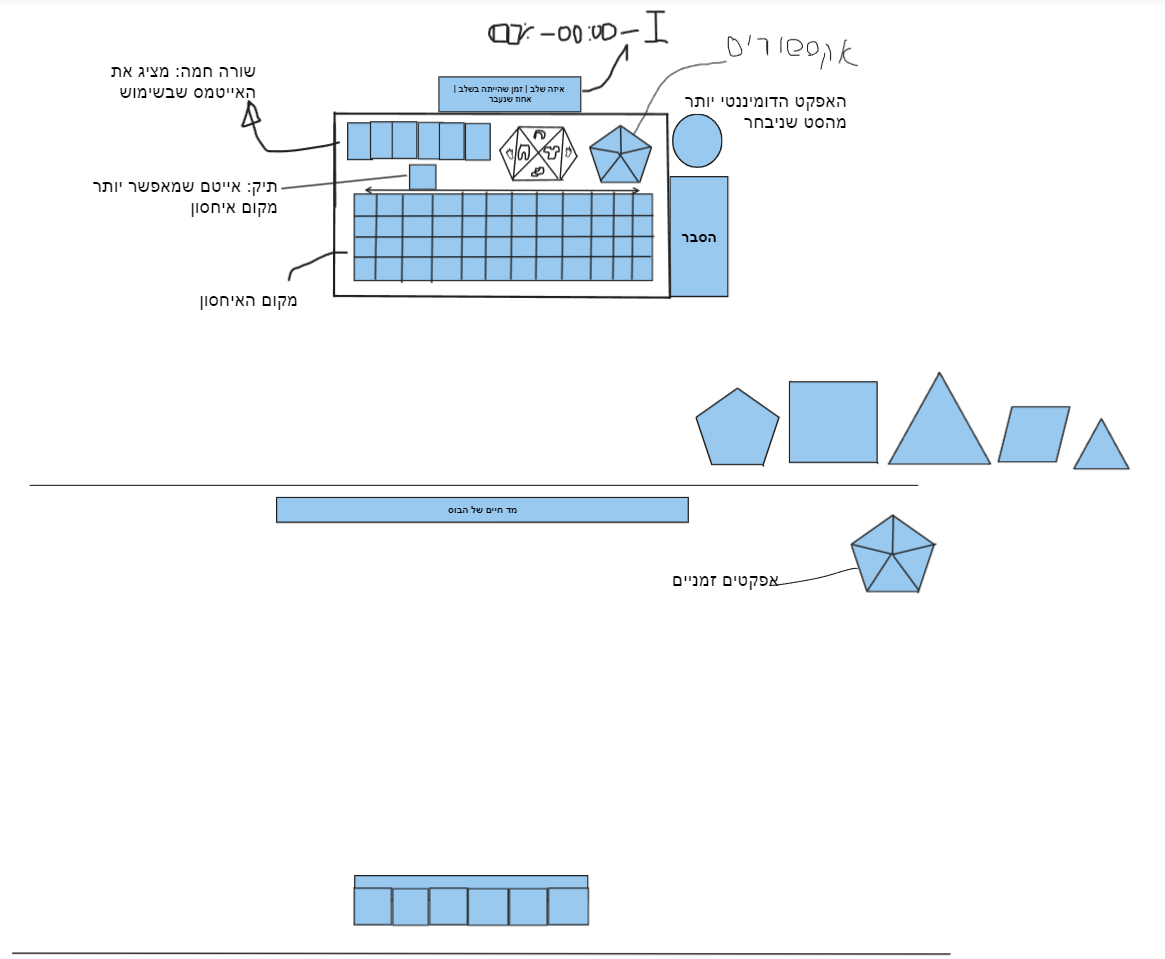 00% - 00:00 - I
אקססוריס
איזה שלב | זמן שהייתה בשלב |
אחוז שנעבר
שורה חמה: מציג את
האייטמס שבשימוש
האפקט הדומיננטי יותר
מהסט שניבחר
תיק: אייטם שמאפשר יותר
מקום איחסון
הסבר
מקום האיחסון
מד חיים של הבוס
אפקטים זמניים